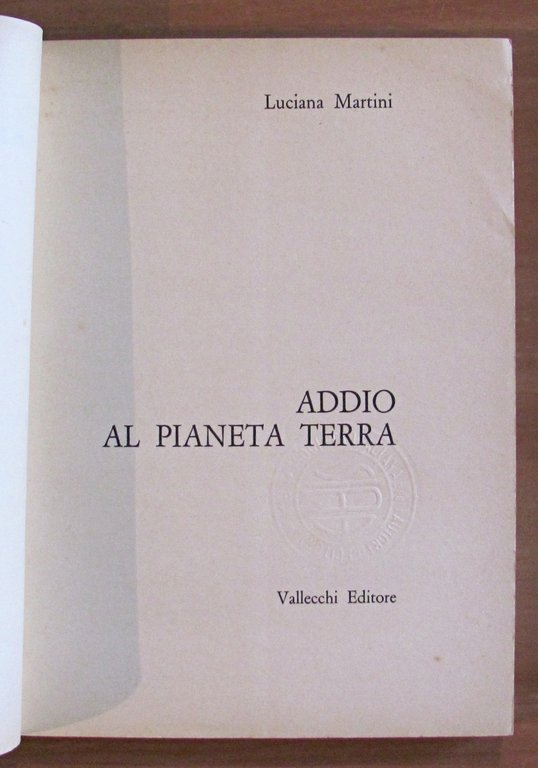 Luciana Martini
ADDIO
AL PIANETA TERRA
Vallecchi Editore